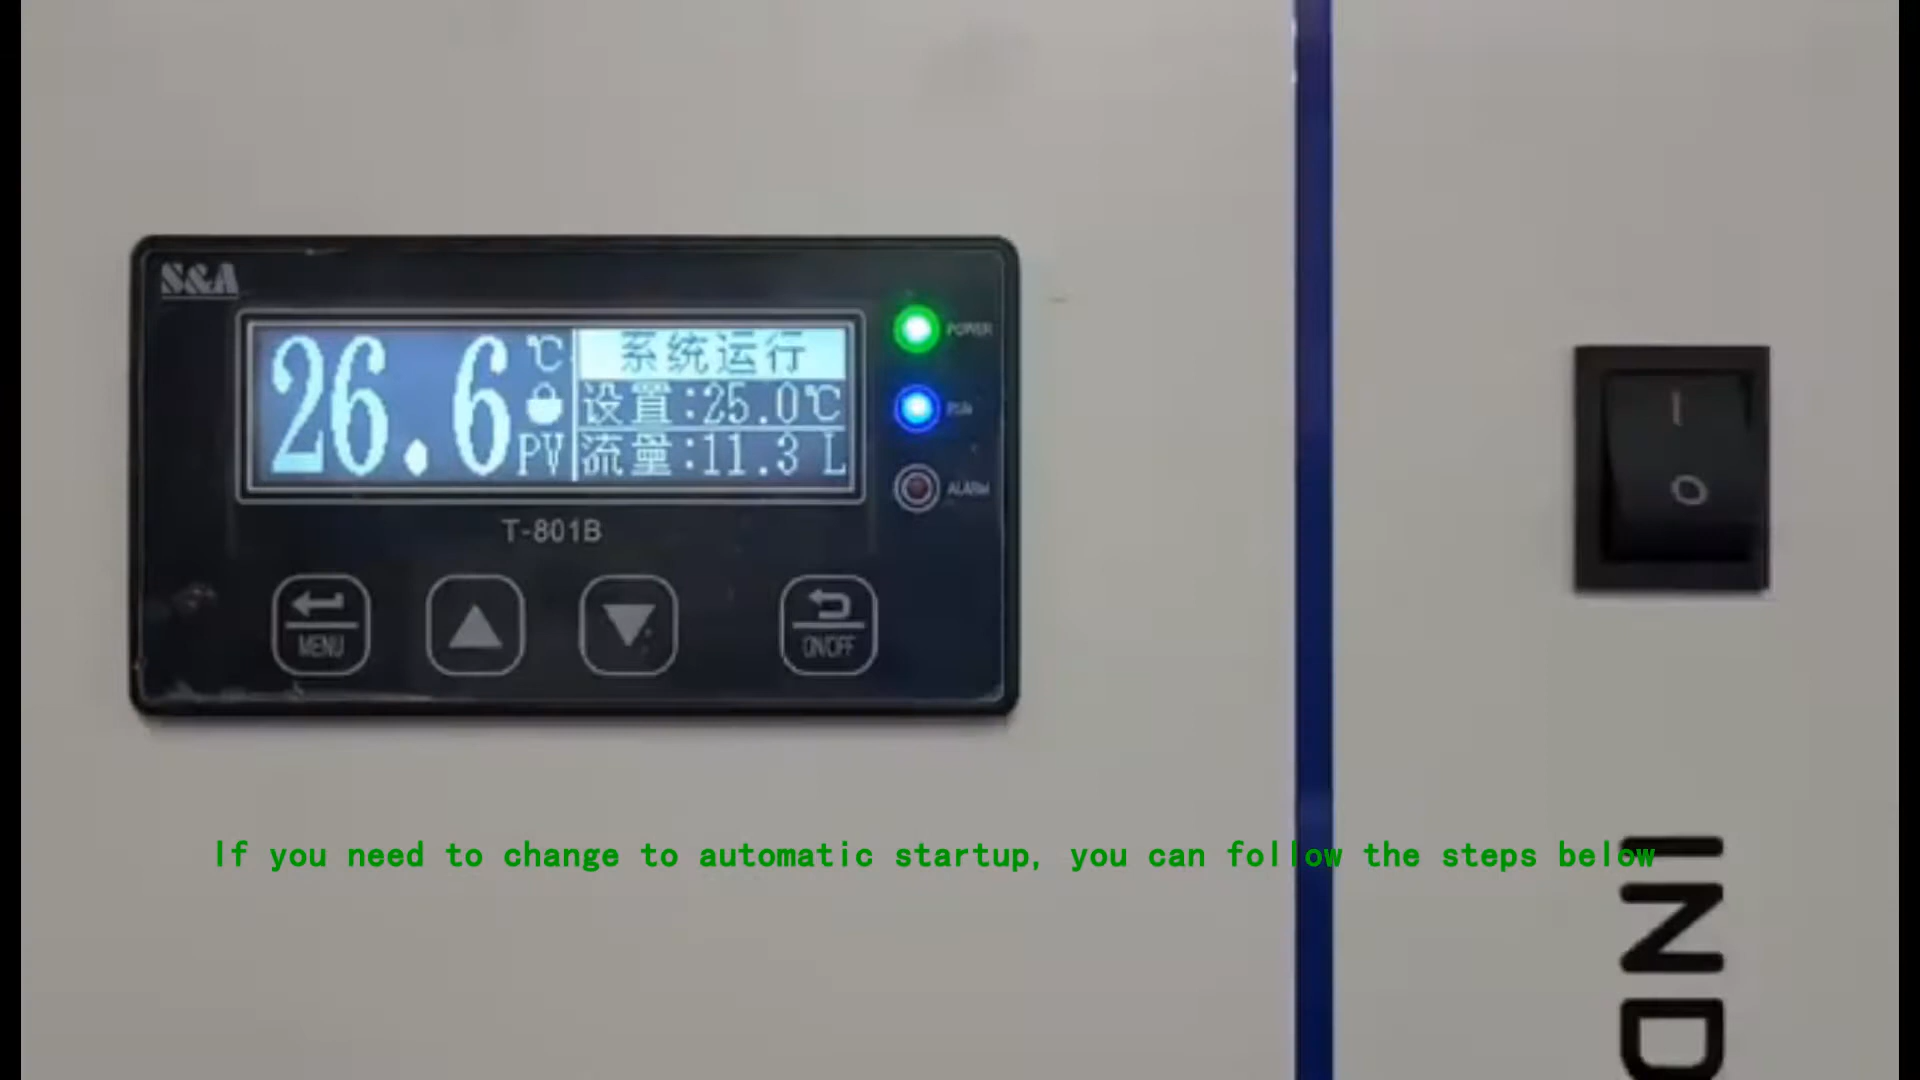 S&A
26.6
℃
PV
系统运行
设置:25.0℃
流量:11.3 L
POWER
RUN
ALARM
T-801B
MENU
ON/OFF
If you need to change to automatic startup, you can follow the steps below
IND